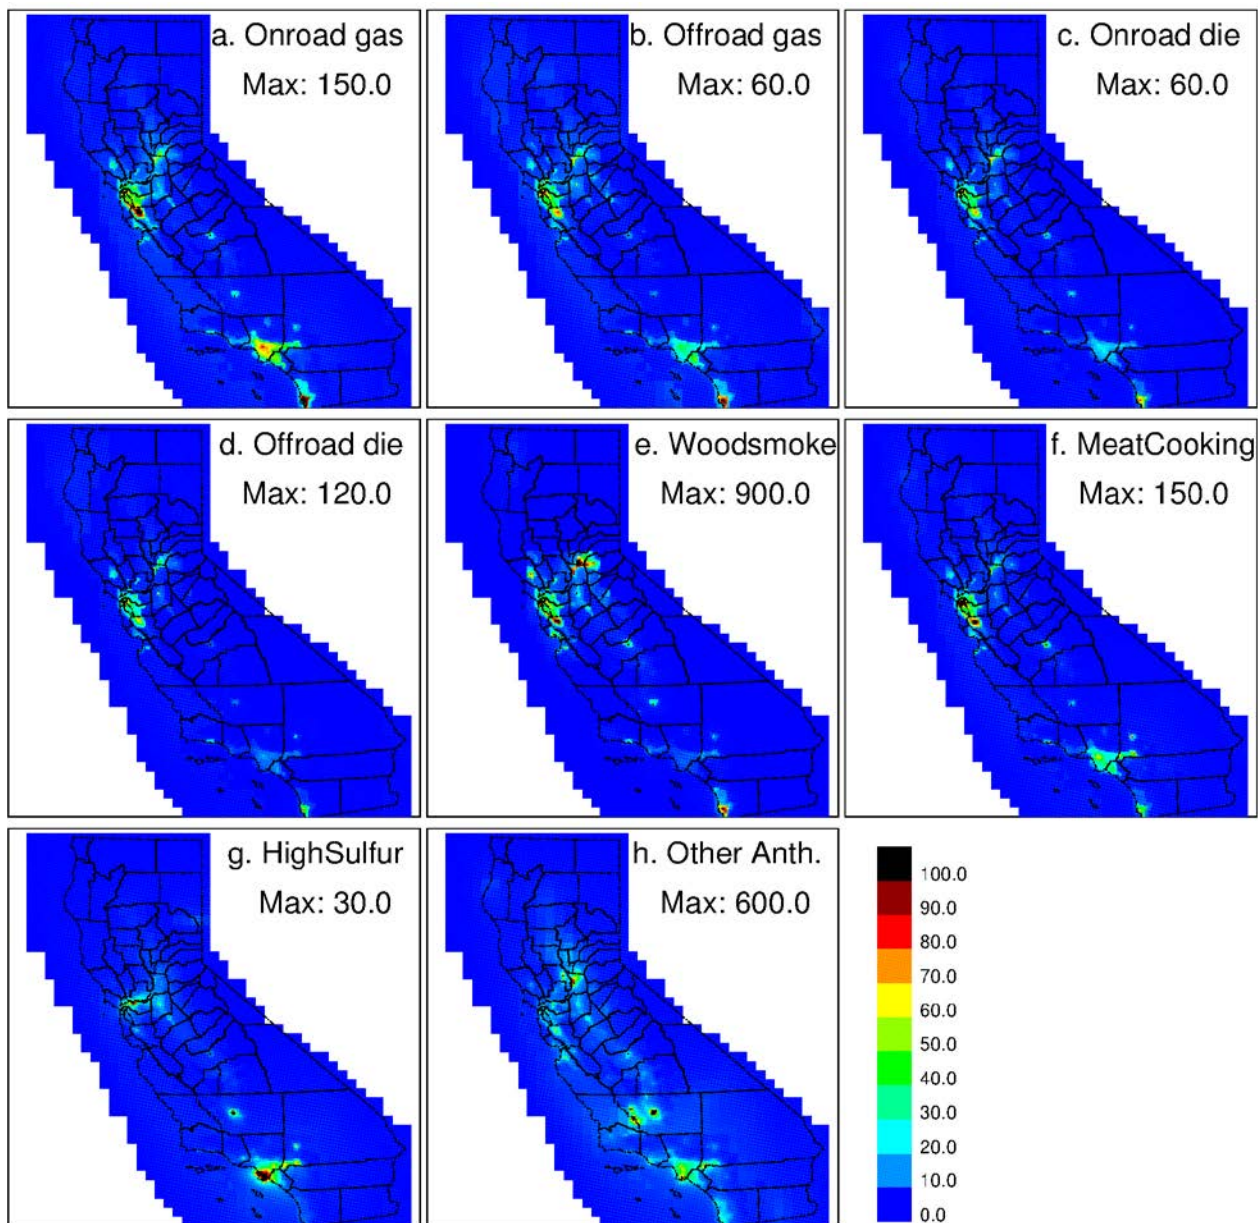 a. Onroad gas
Max: 150.0
b. Offroad gas
Max: 60.0
c. Onroad die
Max: 60.0
d. Offroad die
Max: 120.0
e. Woodsmoke
Max: 900.0
f. MeatCooking
Max: 150.0
g. HighSulfur
Max: 30.0
h. Other Anth.
Max: 600.0
100.0
90.0
80.0
70.0
60.0
50.0
40.0
30.0
20.0
10.0
0.0